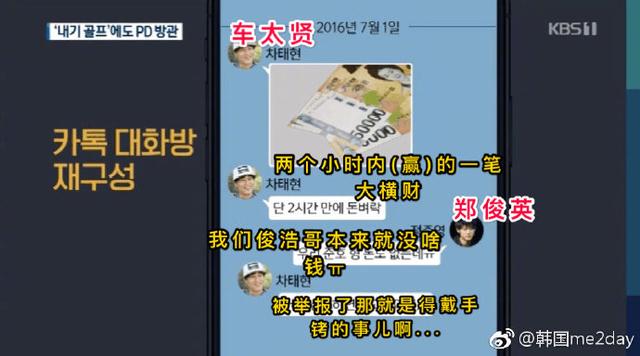 '내기 골프'에도 PD 방관
KBS 1
2016년 7월 1일
车太贤
차태현
50000
카톡 대화방
재구성
两个小时内(赢)的一笔
大横财
차태현
단 2시간 만에 돈벼락
郑俊英
我们俊浩哥本来就没啥
钱ㅠ
차태현
被举报了那就是得戴手
铐的事儿啊...
@韩国me2day